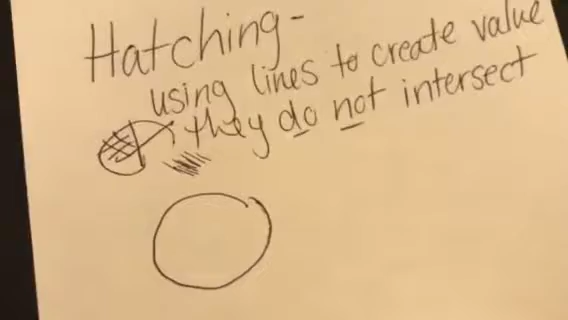 Hatching-
using lines to create value
they do not intersect